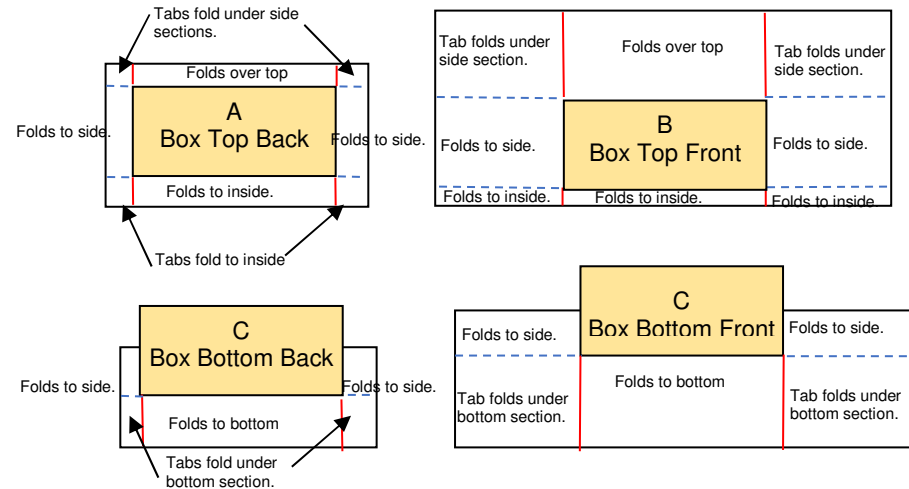 Tabs fold under side
sections.
Folds over top
Folds to side.
A
Box Top Back
Folds to side.
Folds to inside.
Tabs fold to inside
Tab folds under
side section.
Folds over top
Tab folds under
side section.
Folds to side.
B
Box Top Front
Folds to side.
Folds to inside.
Folds to inside.
Folds to inside.
C
Box Bottom Back
Folds to side.
Folds to side.
Folds to bottom
Tabs fold under
bottom section.
C
Box Bottom Front
Folds to side.
Folds to side.
Folds to bottom
Tab folds under
bottom section.
Tab folds under
bottom section.